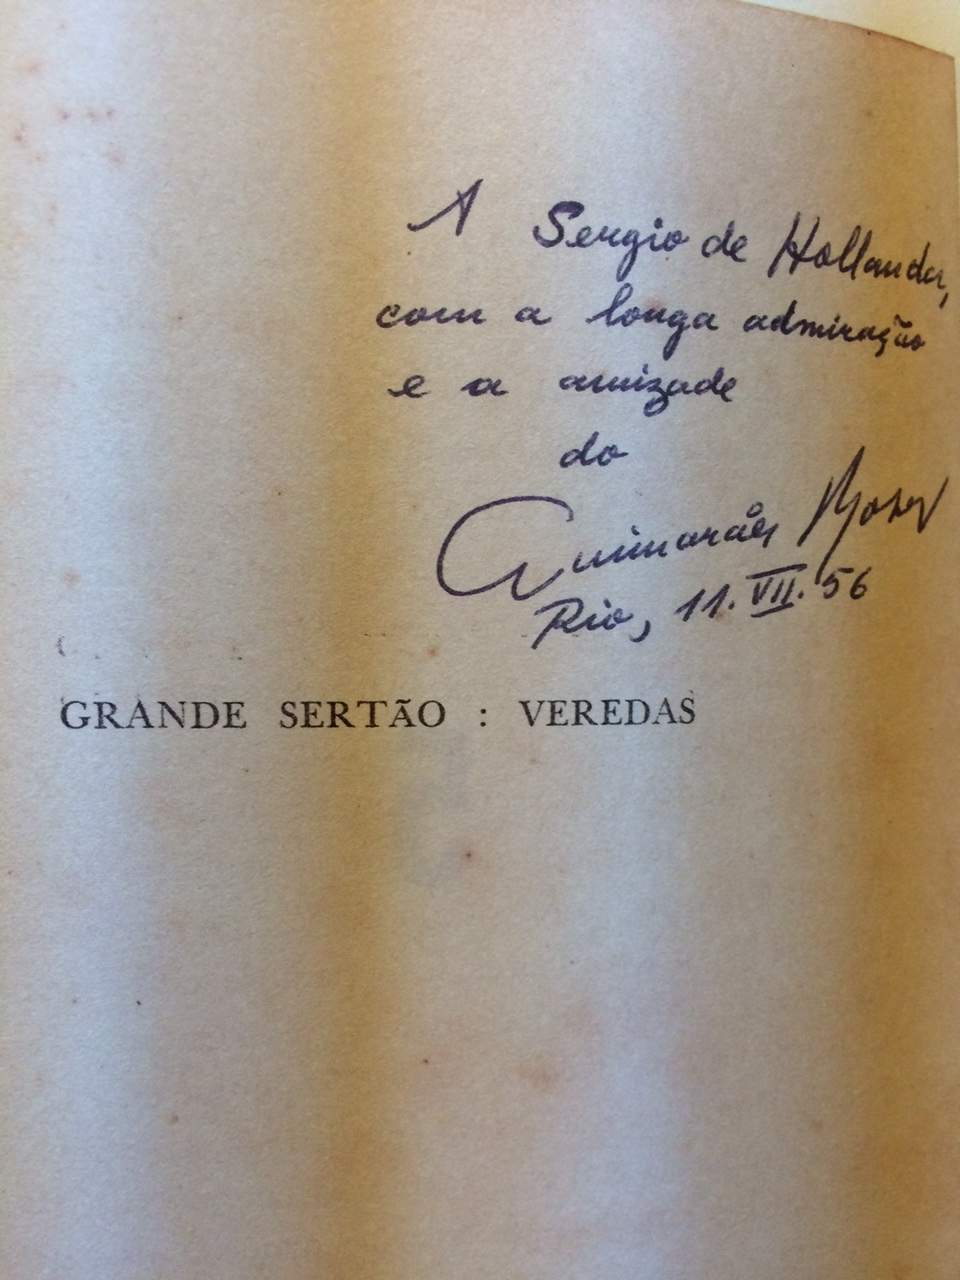 A Sergio de Hollanda,
com a longa admiração
e a amizade
do
Guimarães Rosa
Rio, 11.VII.56
GRANDE SERTÃO : VEREDAS